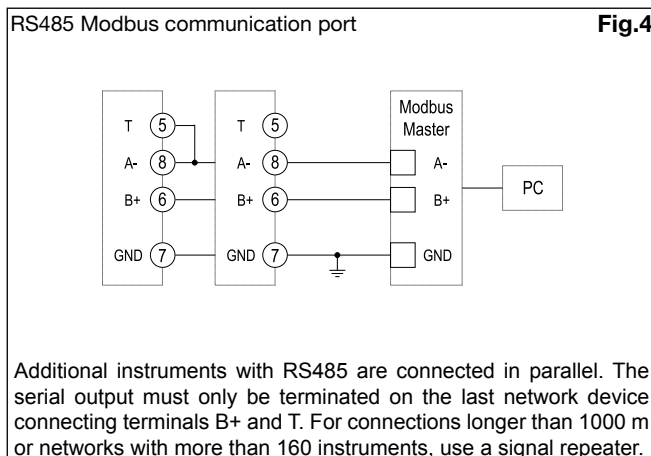 RS485 Modbus communication port Fig.4
Modbus
Master
T 5 T 5
A- 8 A- 8 A-
B+ 6 B+ 6 B+
PC
GND 7 GND 7 GND
Additional instruments with RS485 are connected in parallel. The
serial output must only be terminated on the last network device
connecting terminals B+ and T. For connections longer than 1000 m
or networks with more than 160 instruments, use a signal repeater.